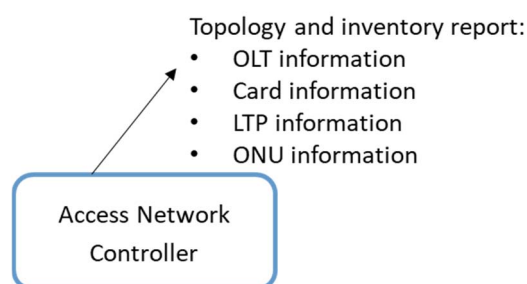 Topology and inventory report:
• OLT information
• Card information
• LTP information
• ONU information
Access Network
Controller